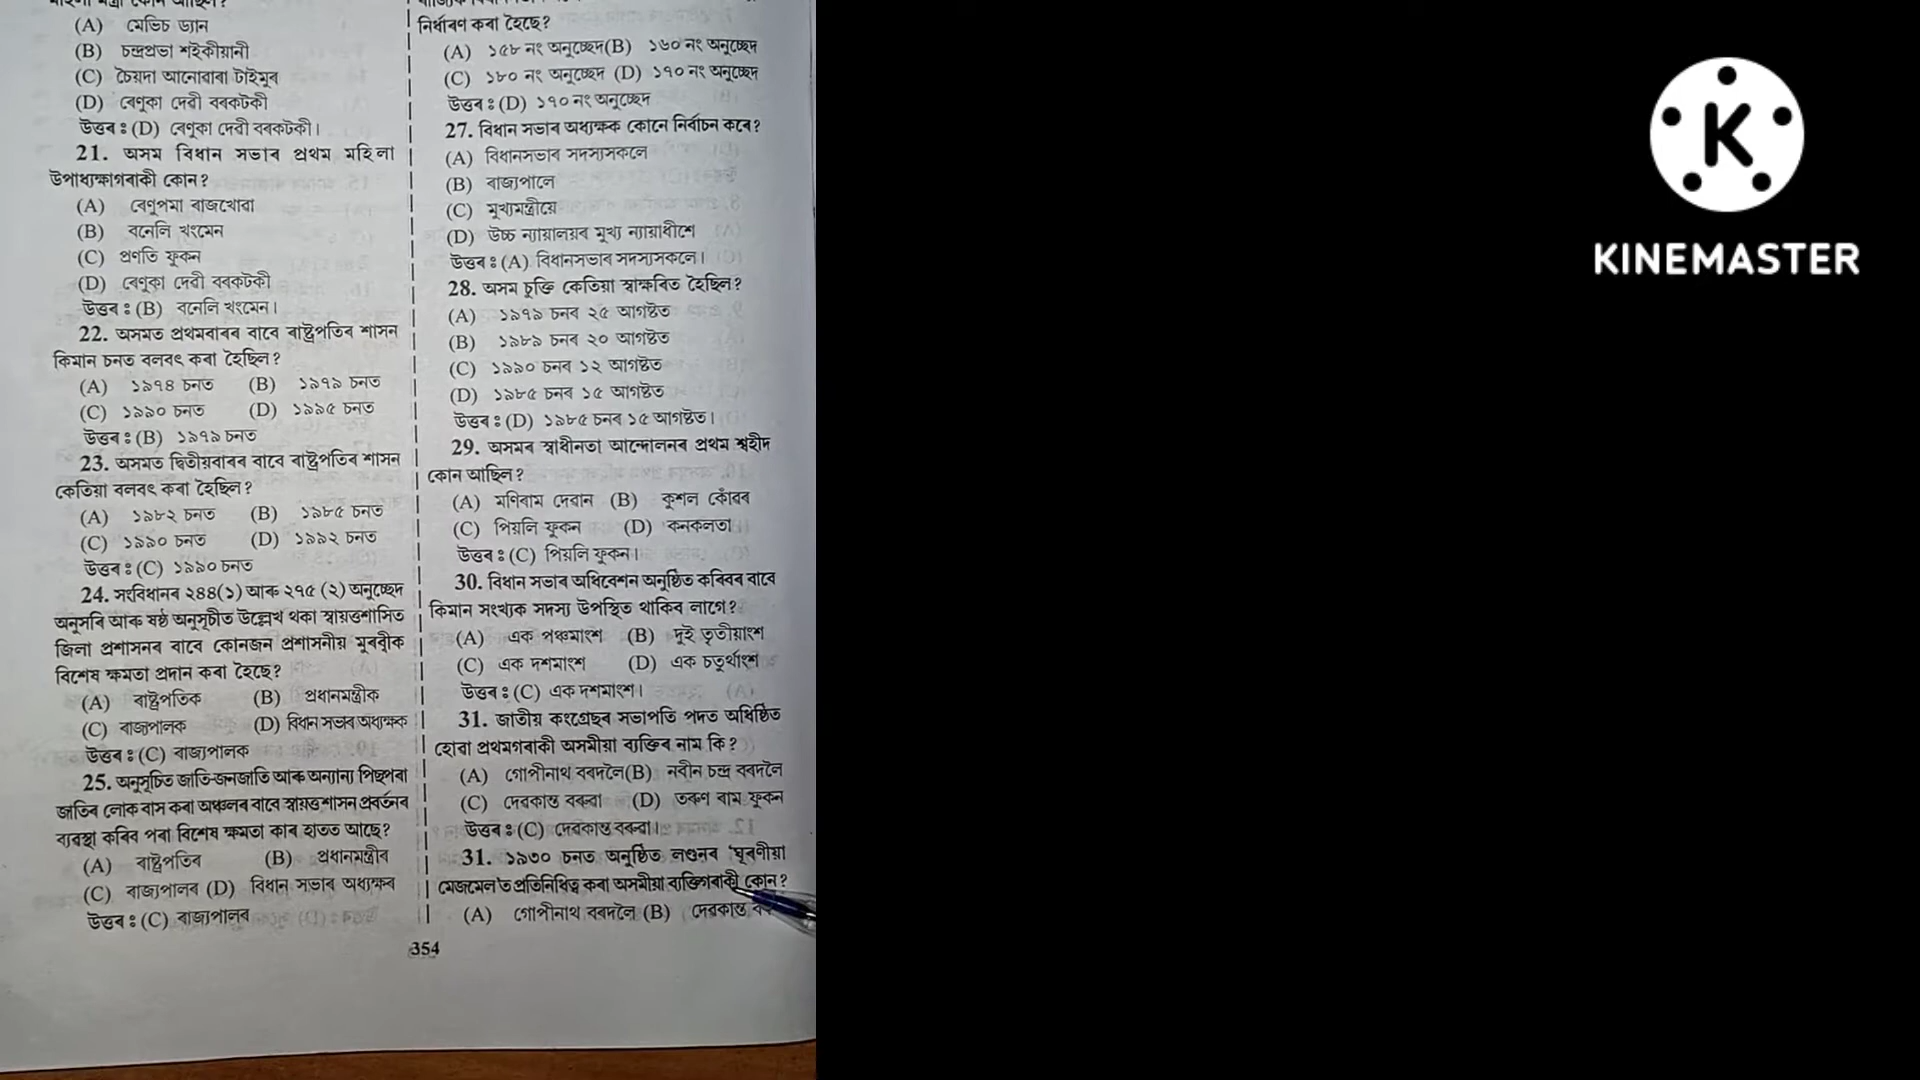 (A) মেভিচ ড্যান
(B) চন্দ্ৰপ্ৰভা শইকীয়ানী
(C) চৈয়দা আনোৱাৰা টাইমুৰ
(D) ৰেণুকা দেৱী বৰকটকী
উত্তৰ ঃ (D) ৰেণুকা দেৱী বৰকটকী।
21. অসম বিধান সভাৰ প্ৰথম মহিলা
উপাধ্যক্ষাগৰাকী কোন?
(A) ৰেণুপমা ৰাজখোৱা
(B) বনেলি খংমেন
(C) প্ৰণতি ফুকন
(D) ৰেণুকা দেৱী বৰকটকী
উত্তৰ ঃ (B) বনেলি খংমেন।
22. অসমত প্ৰথমবাৰৰ বাবে ৰাষ্ট্ৰপতিৰ শাসন
কিমান চনত বলবৎ কৰা হৈছিল?
(A) ১৯৭৪ চনত (B) ১৯৭৯ চনত
(C) ১৯৯০ চনত (D) ১৯৯৫ চনত
উত্তৰ ঃ (B) ১৯৭৯ চনত
23. অসমত দ্বিতীয়বাৰৰ বাবে ৰাষ্ট্ৰপতিৰ শাসন
কেতিয়া বলবৎ কৰা হৈছিল?
(A) ১৯৮২ চনত (B) ১৯৮৫ চনত
(C) ১৯৯০ চনত (D) ১৯৯২ চনত
উত্তৰ ঃ (C) ১৯৯০ চনত
24. সংবিধানৰ ২৪৪(১) আৰু ২৭৫ (২) অনুচ্ছেদ
অনুসৰি আৰু ষষ্ঠ অনুসূচীত উল্লেখ থকা স্বায়ত্তশাসিত
জিলা প্ৰশাসনৰ বাবে কোনজন প্ৰশাসনীয় মুৰব্বীক
বিশেষ ক্ষমতা প্ৰদান কৰা হৈছে?
(A) ৰাষ্ট্ৰপতিক (B) প্ৰধানমন্ত্ৰীক
(C) ৰাজ্যপালক (D) বিধান সভাৰ অধ্যক্ষক
উত্তৰ ঃ (C) ৰাজ্যপালক
25. অনুসূচিত জাতি-জনজাতি আৰু অন্যান্য পিছপৰা
জাতিৰ লোক বাস কৰা অঞ্চলৰ বাবে স্বায়ত্ত শাসন প্ৰবৰ্তনৰ
ব্যৱস্থা কৰিব পৰা বিশেষ ক্ষমতা কাৰ হাতত আছে?
(A) ৰাষ্ট্ৰপতিৰ (B) প্ৰধানমন্ত্ৰীৰ
(C) ৰাজ্যপালৰ (D) বিধান সভাৰ অধ্যক্ষৰ
উত্তৰ ঃ (C) ৰাজ্যপালৰ
নিৰ্ধাৰণ কৰা হৈছে?
(A) ১৫৮ নং অনুচ্ছেদ(B) ১৬০ নং অনুচ্ছেদ
(C) ১৮০ নং অনুচ্ছেদ (D) ১৭০ নং অনুচ্ছেদ
উত্তৰ ঃ (D) ১৭০ নং অনুচ্ছেদ
27. বিধান সভাৰ অধ্যক্ষক কোনে নিৰ্বাচন কৰে?
(A) বিধানসভাৰ সদস্যসকলে
(B) ৰাজ্যপালে
(C) মুখ্যমন্ত্ৰীয়ে
(D) উচ্চ ন্যায়ালয়ৰ মুখ্য ন্যায়াধীশে
উত্তৰ ঃ (A) বিধানসভাৰ সদস্যসকলে।
28. অসম চুক্তি কেতিয়া স্বাক্ষৰিত হৈছিল?
(A) ১৯৭৯ চনৰ ২৫ আগষ্টত
(B) ১৯৮৯ চনৰ ২০ আগষ্টত
(C) ১৯৯০ চনৰ ১২ আগষ্টত
(D) ১৯৮৫ চনৰ ১৫ আগষ্টত
উত্তৰ ঃ (D) ১৯৮৫ চনৰ ১৫ আগষ্টত।
29. অসমৰ স্বাধীনতা আন্দোলনৰ প্ৰথম শ্বহীদ
কোন আছিল?
(A) মণিৰাম দেৱান (B) কুশল কোঁৱৰ
(C) পিয়লি ফুকন (D) কনকলতা
উত্তৰ ঃ (C) পিয়লি ফুকন।
30. বিধান সভাৰ অধিবেশন অনুষ্ঠিত কৰিবৰ বাবে
কিমান সংখ্যক সদস্য উপস্থিত থাকিব লাগে?
(A) এক পঞ্চমাংশ (B) দুই তৃতীয়াংশ
(C) এক দশমাংশ (D) এক চতুৰ্থাংশ
উত্তৰ ঃ (C) এক দশমাংশ।
31. জাতীয় কংগ্ৰেছৰ সভাপতি পদত অধিষ্ঠিত
হোৱা প্ৰথমগৰাকী অসমীয়া ব্যক্তিৰ নাম কি?
(A) গোপীনাথ বৰদলৈ(B) নবীন চন্দ্ৰ বৰদলৈ
(C) দেৱকান্ত বৰুৱা (D) তৰুণ ৰাম ফুকন
উত্তৰ ঃ (C) দেৱকান্ত বৰুৱা।
31. ১৯৩০ চনত অনুষ্ঠিত লণ্ডনৰ 'ঘূৰণীয়া
মেজমেল'ত প্ৰতিনিধিত্ব কৰা অসমীয়া ব্যক্তিগৰাকী কোন?
(A) গোপীনাথ বৰদলৈ (B) দেৱকান্ত
354
K
KINEMASTER